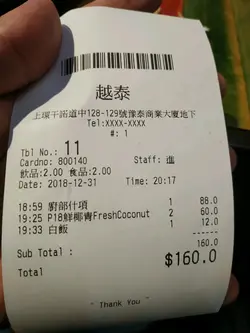 越泰
上環干諾道中128-129號豫泰商業大廈地下
Tel:XXXX-XXXX
#: 1
Tbl No.: 11
Cardno: 800140 Staff: 進
飲品:2.00 食品:2.00
Date: 2018-12-31 Time: 20:17
18:59 廚部什項 1 88.0
19:25 P18鮮椰青FreshCoconut 2 60.0
19:33 白飯 1 12.0
160.0
Sub Total : $160.0
Total
~ Thank You ~